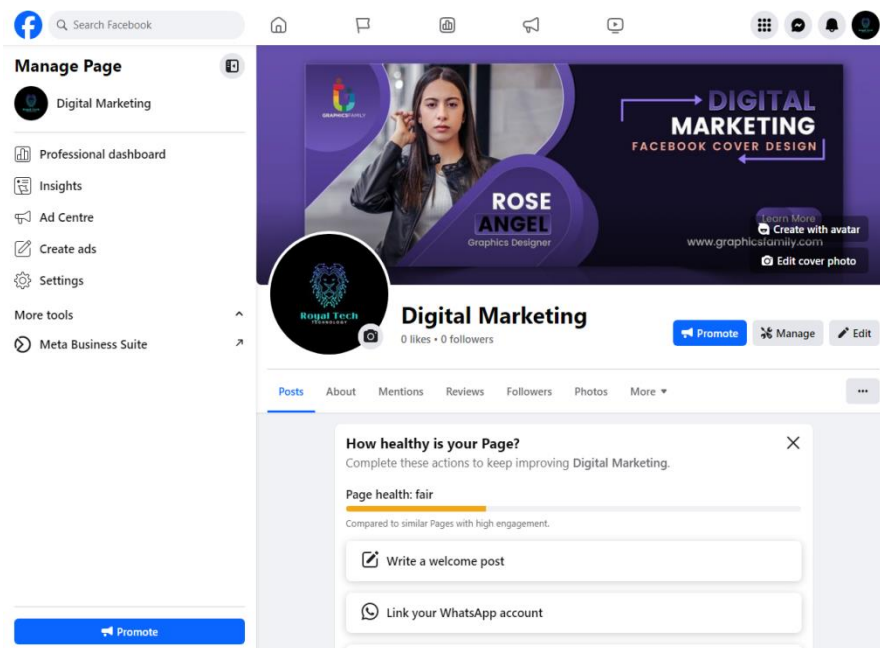 Search Facebook
Manage Page
Digital Marketing
Professional dashboard
Insights
Ad Centre
Create ads
Settings
More tools
Meta Business Suite
Promote
GRAPHICSFAMILY
DIGITAL
MARKETING
FACEBOOK COVER DESIGN
ROSE
ANGEL
Graphics Designer
Learn More
www.graphicsfamily.com
Create with avatar
Edit cover photo
Royal Tech
TECHNOLOGY
Digital Marketing
0 likes • 0 followers
Promote
Manage
Edit
Posts About Mentions Reviews Followers Photos More
How healthy is your Page?
Complete these actions to keep improving Digital Marketing.
Page health: fair
Compared to similar Pages with high engagement.
Write a welcome post
Link your WhatsApp account